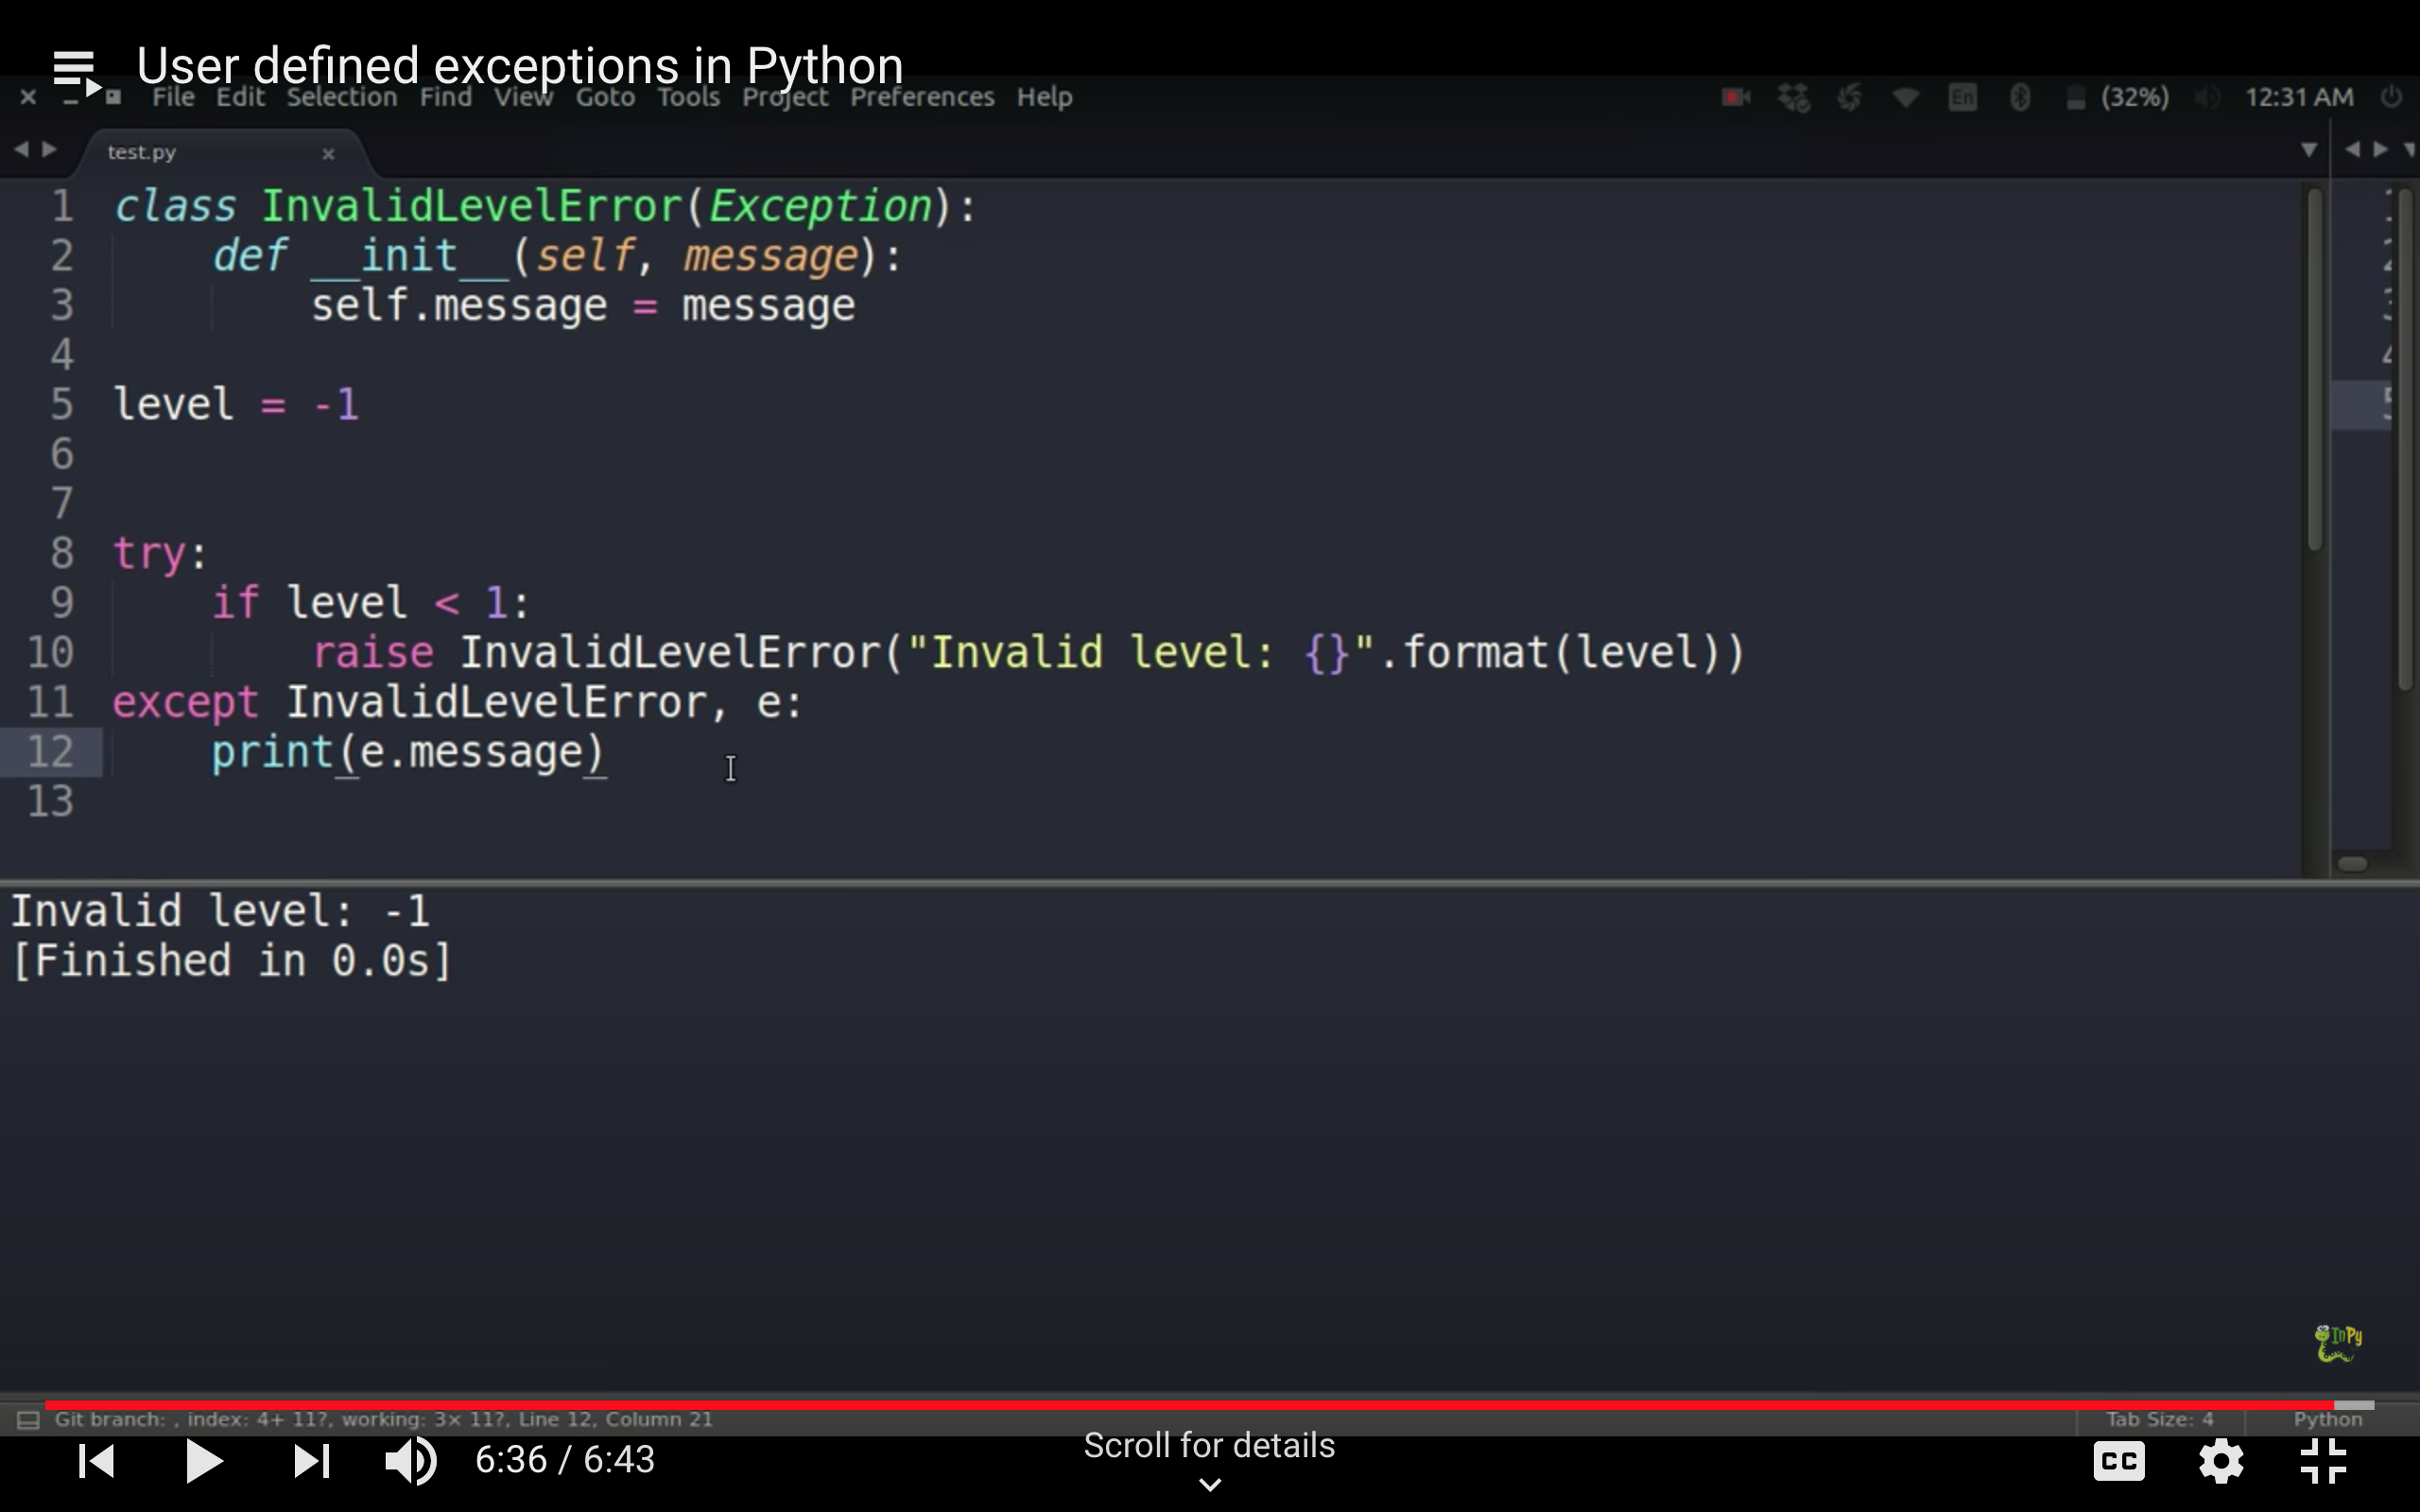 User defined exceptions in Python
File Edit Selection Find View Goto Tools Project Preferences Help En (32%) 12:31 AM
test.py
1 class InvalidLevelError(Exception):
2     def __init__(self, message):
3         self.message = message
4
5 level = -1
6
7
8 try:
9     if level < 1:
10         raise InvalidLevelError("Invalid level: {}".format(level))
11 except InvalidLevelError, e:
12     print(e.message)
13
Invalid level: -1
[Finished in 0.0s]
InPy
Git branch: , index: 4+ 11?, working: 3× 11?, Line 12, Column 21 Tab Size: 4 Python
6:36 / 6:43 Scroll for details CC